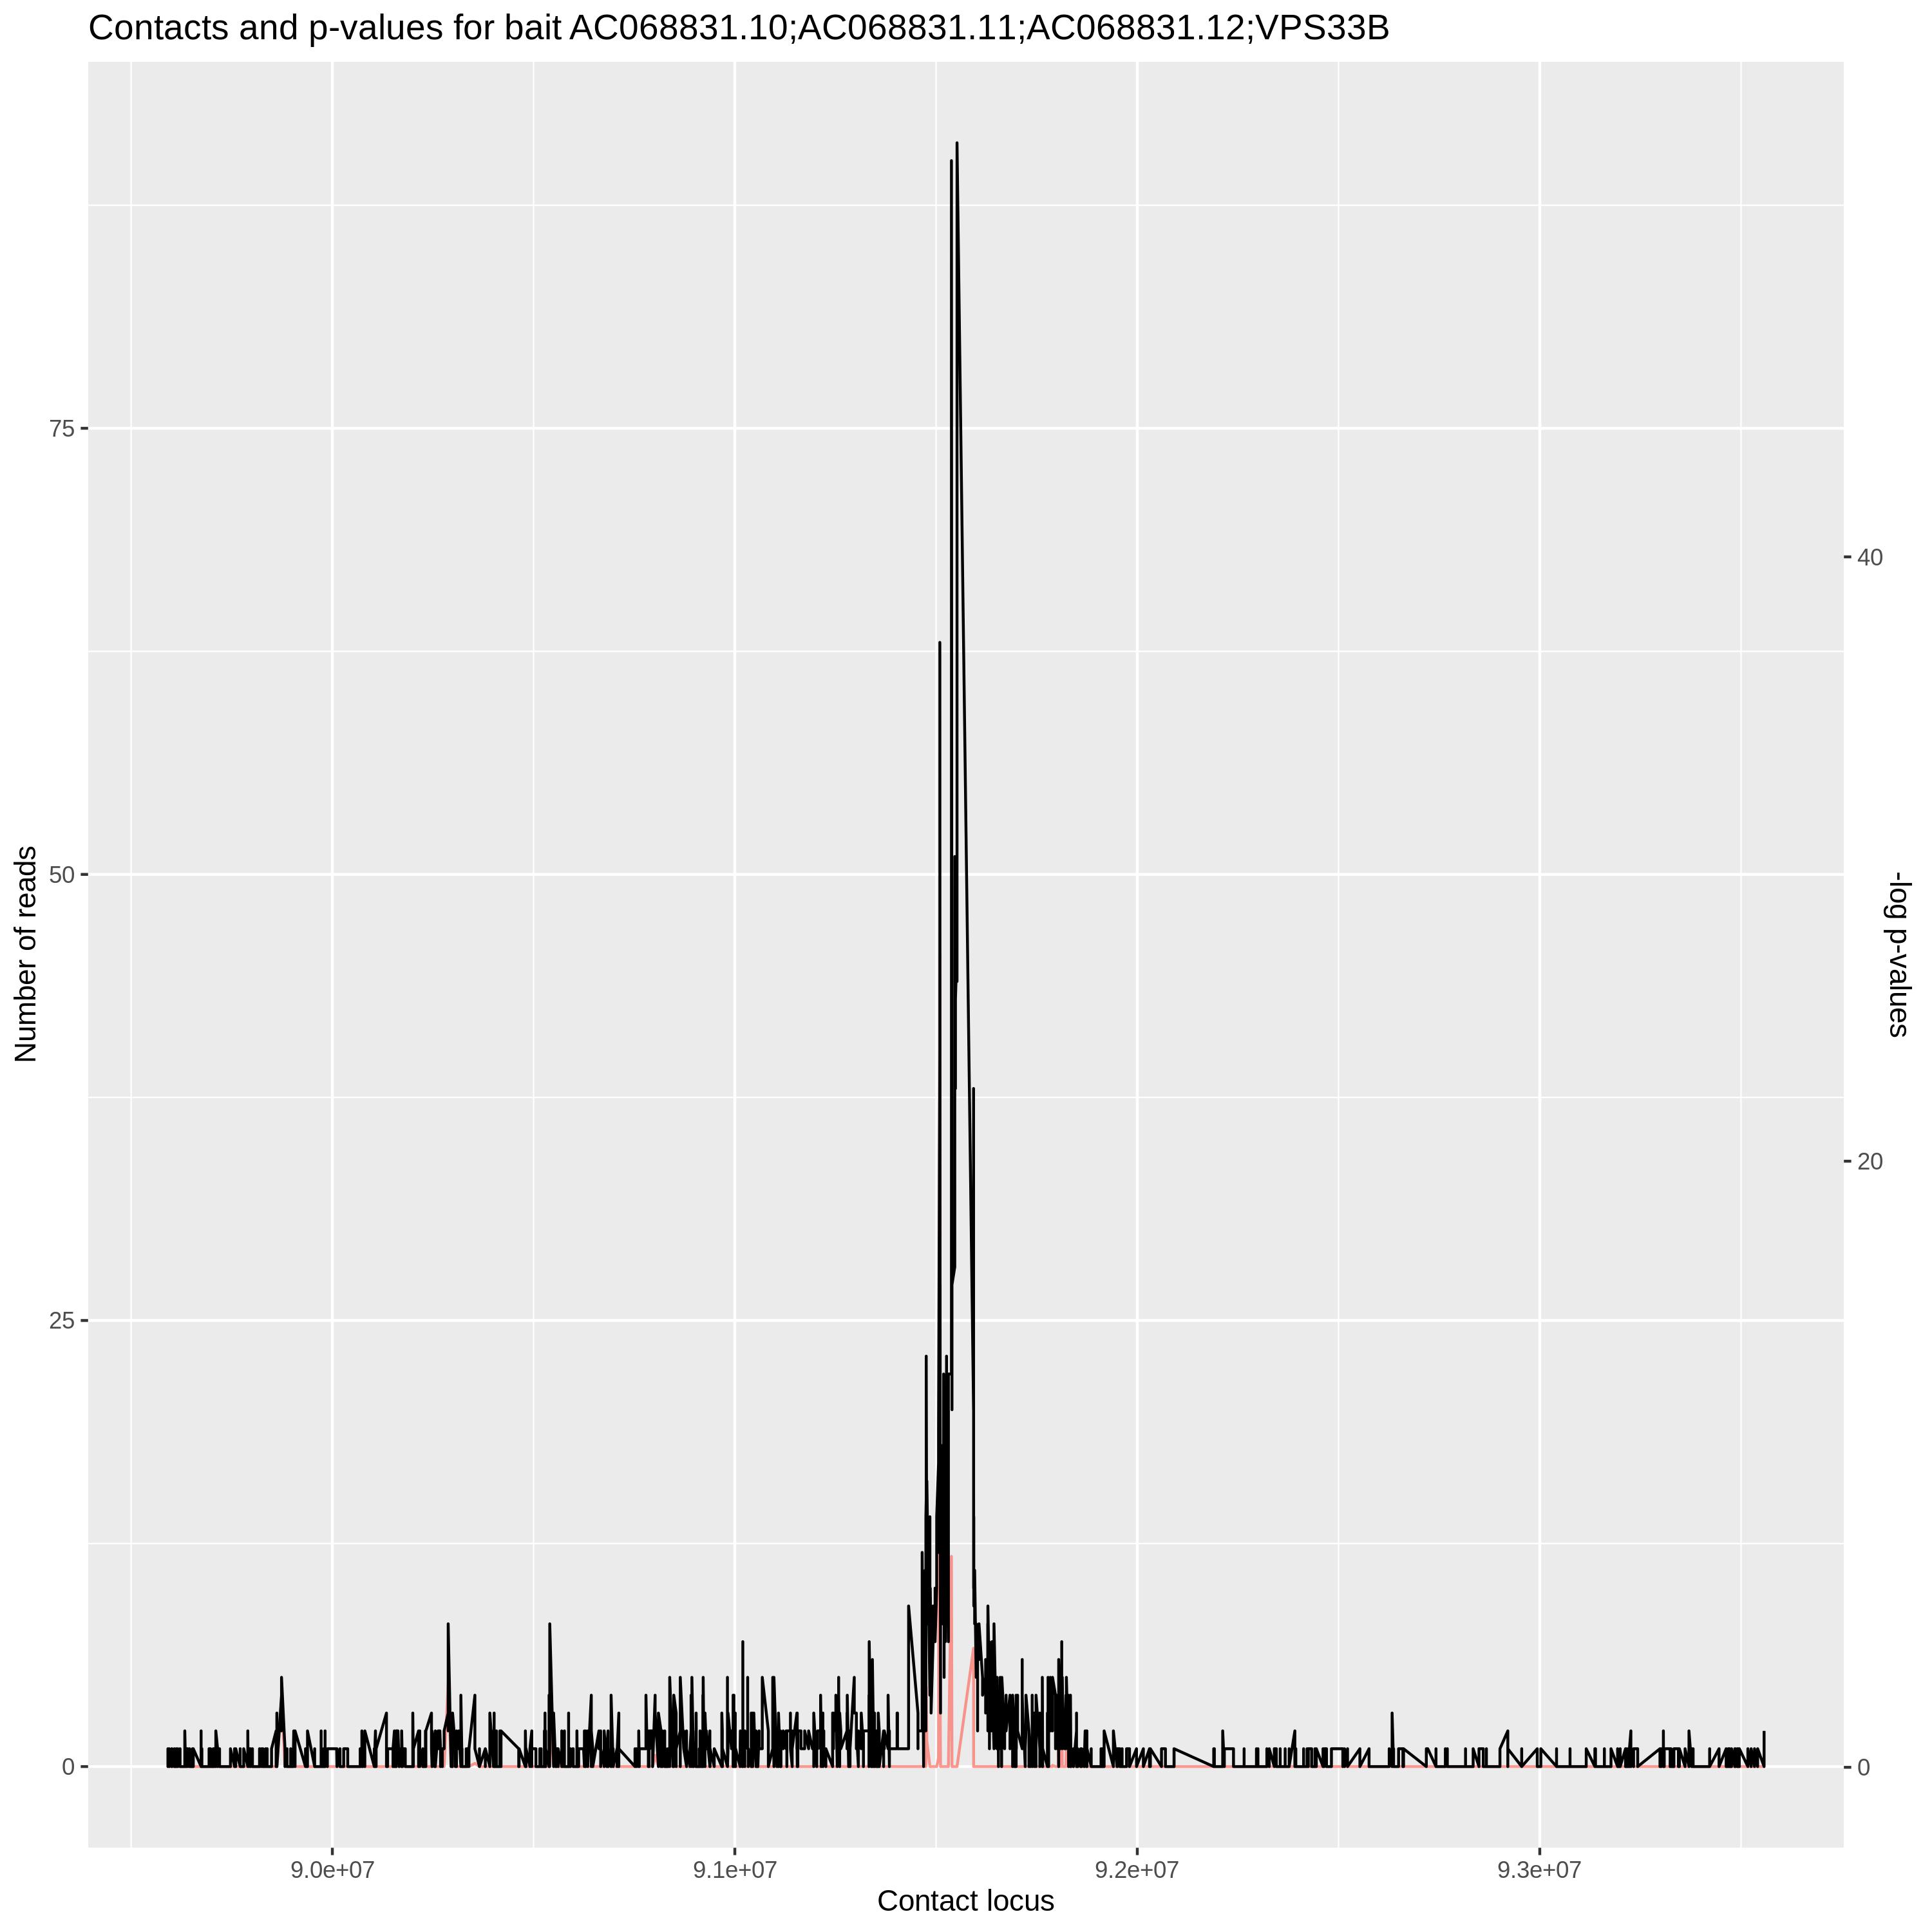 Contacts and p-values for bait AC068831.10;AC068831.11;AC068831.12;VPS33B
75
50
25
0
Number of reads
40
20
0
-log p-values
9.0e+07 9.1e+07 9.2e+07 9.3e+07
Contact locus